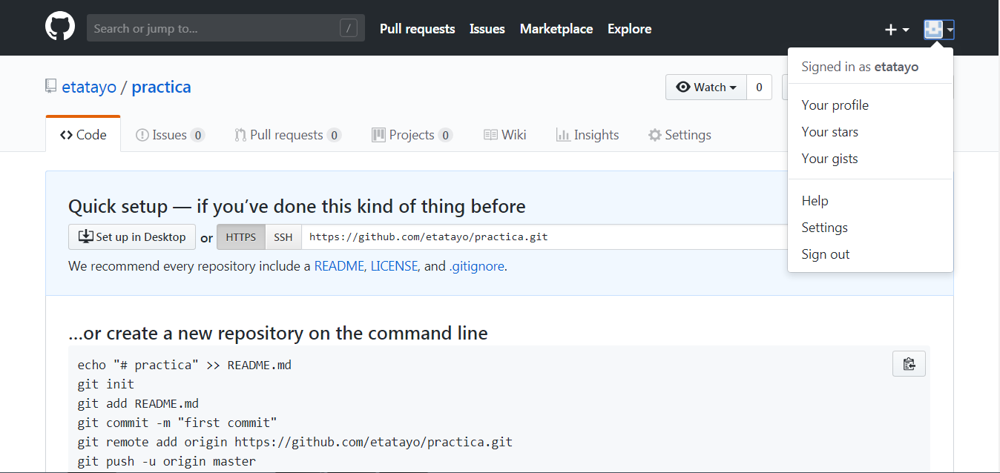 Search or jump to... /
Pull requests Issues Marketplace Explore
Signed in as etatayo
Your profile
Your stars
Your gists
Help
Settings
Sign out
etatayo / practica
Watch 0
Code Issues 0 Pull requests 0 Projects 0 Wiki Insights Settings
Quick setup — if you’ve done this kind of thing before
Set up in Desktop or HTTPS SSH https://github.com/etatayo/practica.git
We recommend every repository include a README, LICENSE, and .gitignore.
…or create a new repository on the command line
echo "# practica" >> README.md
git init
git add README.md
git commit -m "first commit"
git remote add origin https://github.com/etatayo/practica.git
git push -u origin master